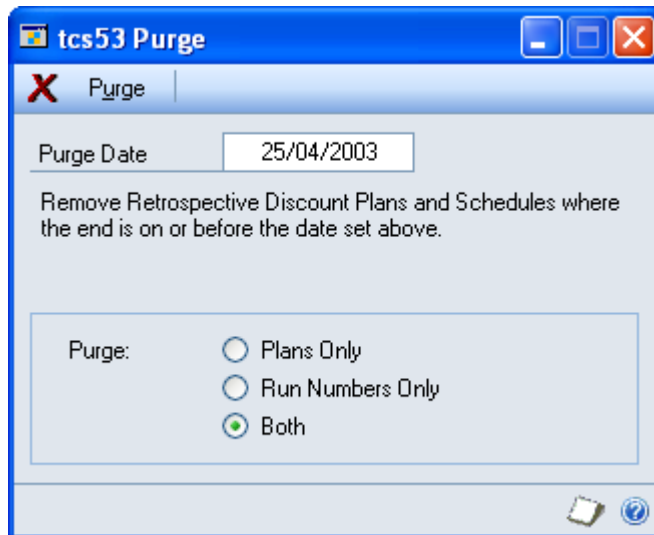 tcs53 Purge
Purge
Purge Date 25/04/2003
Remove Retrospective Discount Plans and Schedules where
the end is on or before the date set above.
Purge: Plans Only
Run Numbers Only
Both